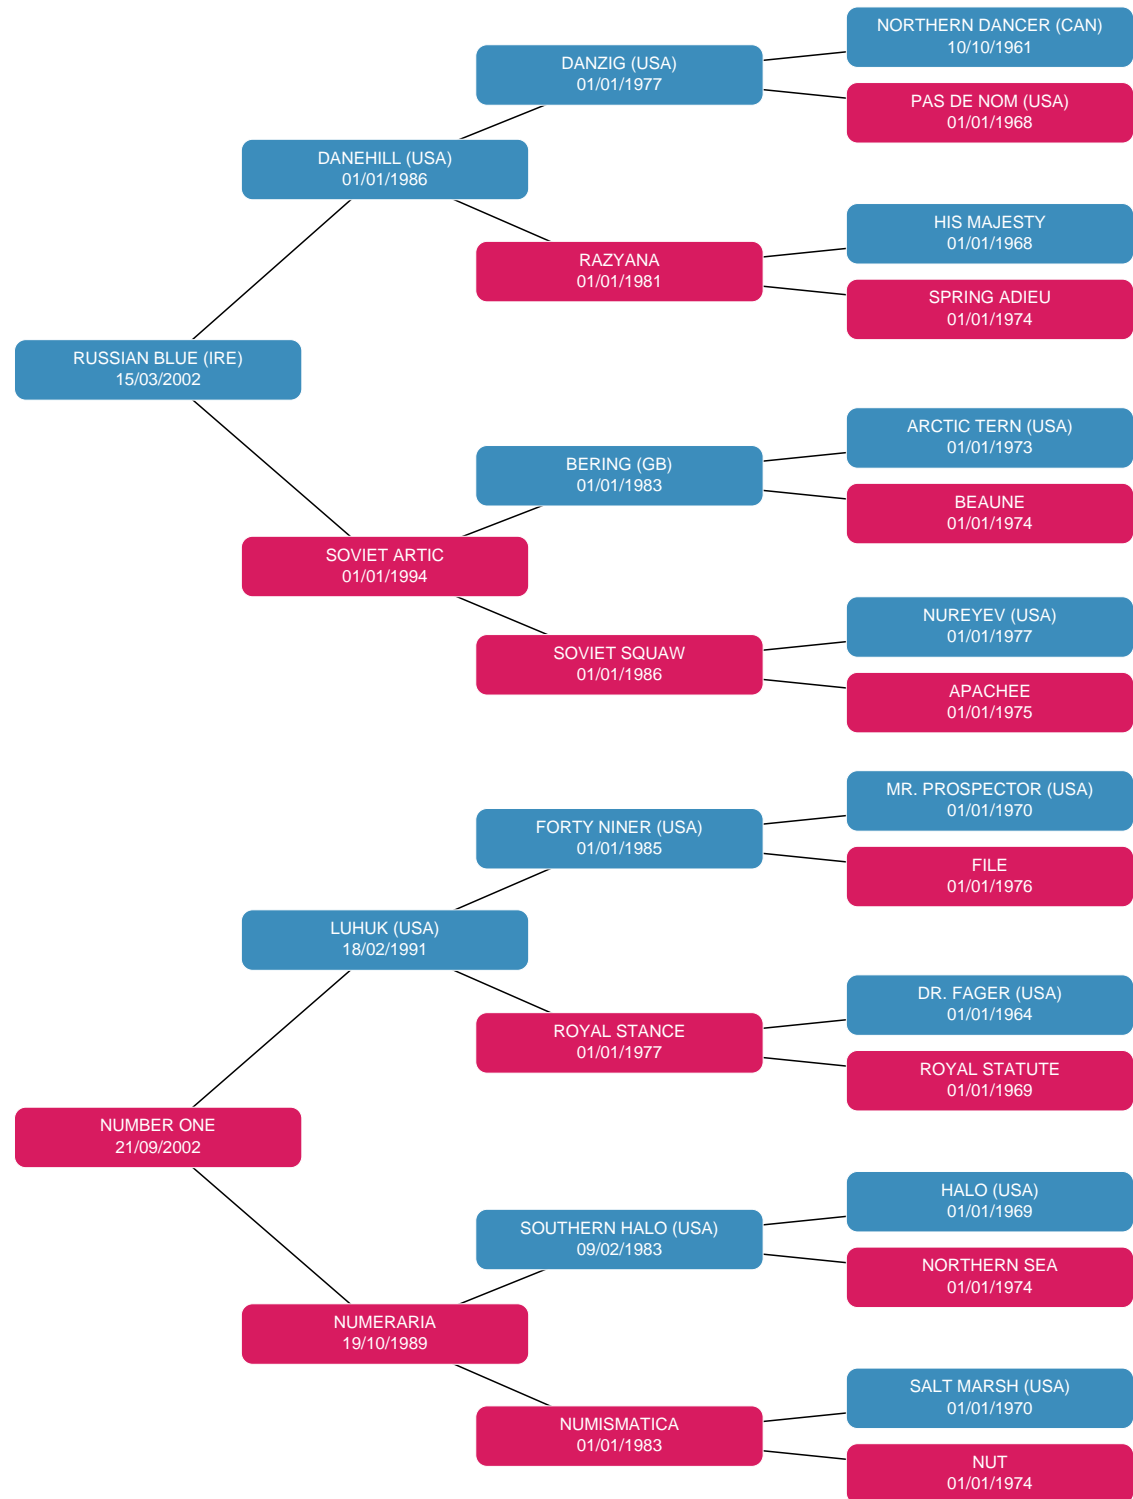 NORTHERN DANCER (CAN)
10/10/1961
DANZIG (USA)
01/01/1977
PAS DE NOM (USA)
01/01/1968
DANEHILL (USA)
01/01/1986
HIS MAJESTY
01/01/1968
RAZYANA
01/01/1981
SPRING ADIEU
01/01/1974
RUSSIAN BLUE (IRE)
15/03/2002
ARCTIC TERN (USA)
01/01/1973
BERING (GB)
01/01/1983
BEAUNE
01/01/1974
SOVIET ARTIC
01/01/1994
NUREYEV (USA)
01/01/1977
SOVIET SQUAW
01/01/1986
APACHEE
01/01/1975
MR. PROSPECTOR (USA)
01/01/1970
FORTY NINER (USA)
01/01/1985
FILE
01/01/1976
LUHUK (USA)
18/02/1991
DR. FAGER (USA)
01/01/1964
ROYAL STANCE
01/01/1977
ROYAL STATUTE
01/01/1969
NUMBER ONE
21/09/2002
HALO (USA)
01/01/1969
SOUTHERN HALO (USA)
09/02/1983
NORTHERN SEA
01/01/1974
NUMERARIA
19/10/1989
SALT MARSH (USA)
01/01/1970
NUMISMATICA
01/01/1983
NUT
01/01/1974